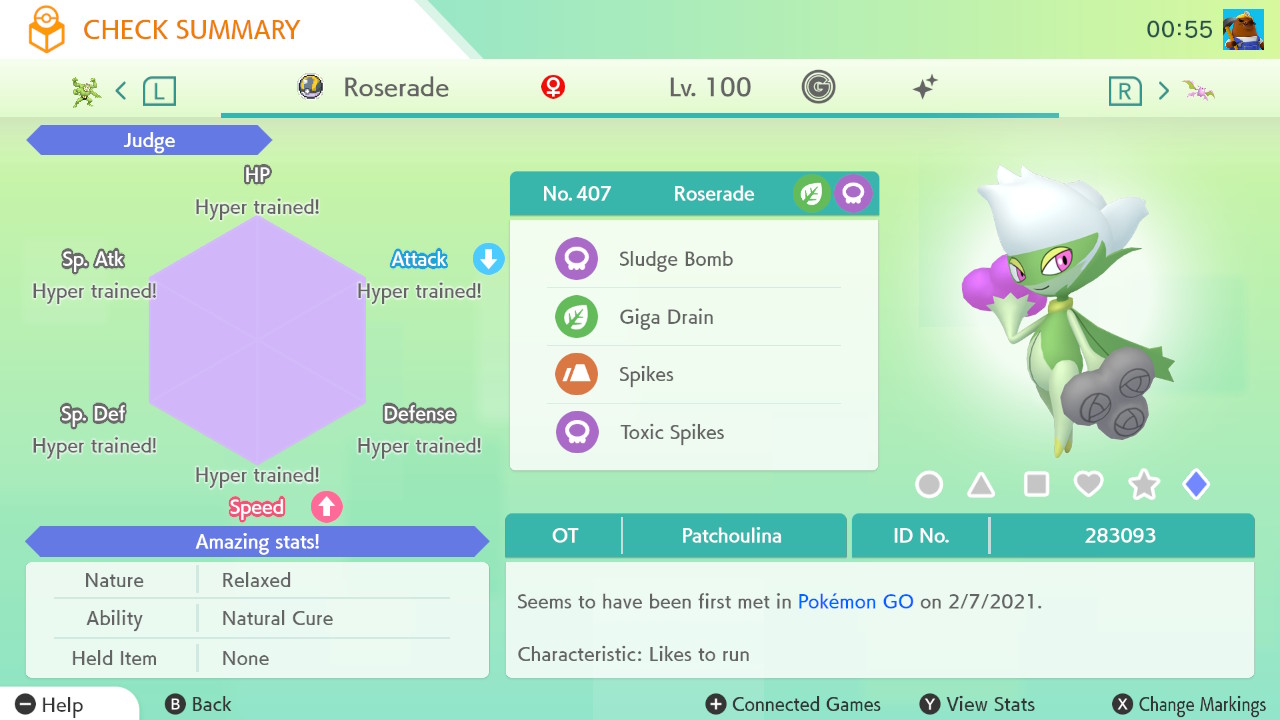 CHECK SUMMARY
00:55
L
Roserade
Lv. 100
G
R
Judge
HP
Hyper trained!
Sp. Atk
Hyper trained!
Attack
Hyper trained!
Sp. Def
Hyper trained!
Defense
Hyper trained!
Hyper trained!
Speed
Amazing stats!
Nature Relaxed
Ability Natural Cure
Held Item None
No. 407 Roserade
Sludge Bomb
Giga Drain
Spikes
Toxic Spikes
OT Patchoulina
ID No. 283093
Seems to have been first met in Pokémon GO on 2/7/2021.
Characteristic: Likes to run
Help
B Back
Connected Games
Y View Stats
X Change Markings